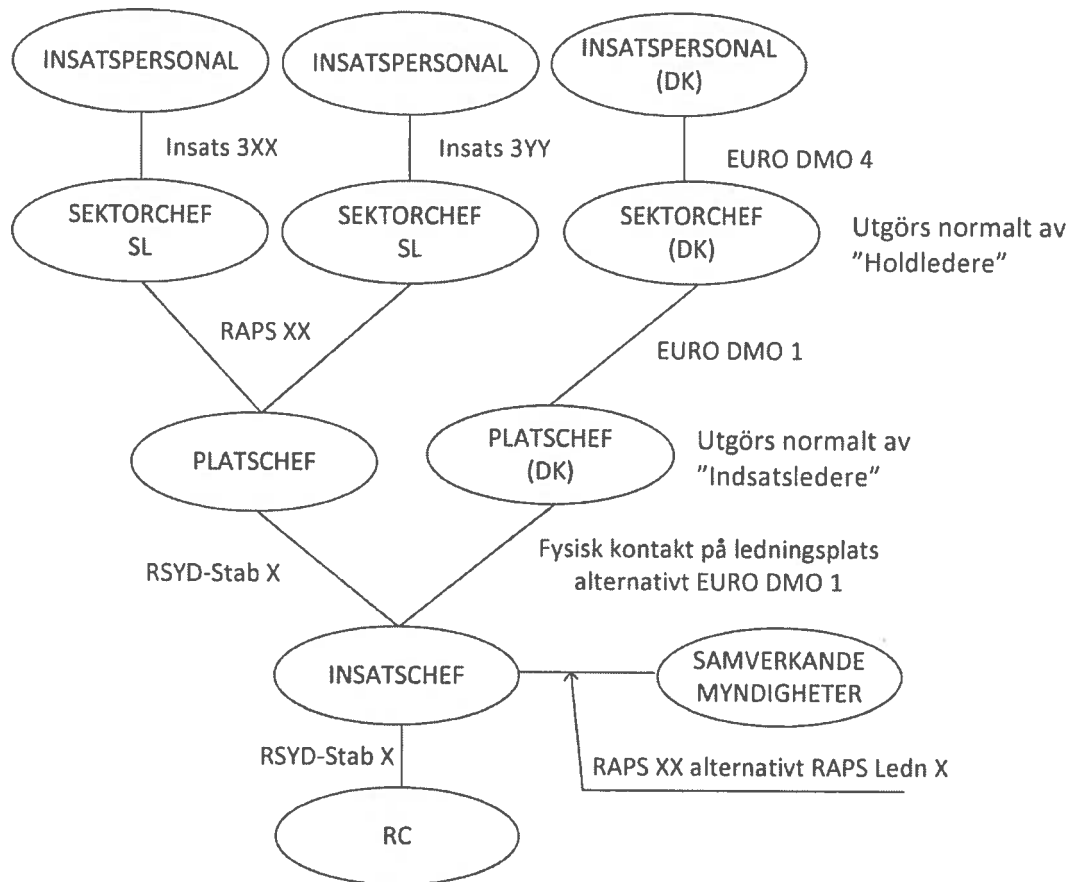 INSATSPERSONAL
INSATSPERSONAL
INSATSPERSONAL
(DK)
Insats 3XX
Insats 3YY
EURO DMO 4
SEKTORCHEF
SL
SEKTORCHEF
SL
SEKTORCHEF
(DK)
Utgörs normalt av
"Holdledere"
RAPS XX
EURO DMO 1
PLATSCHEF
PLATSCHEF
(DK)
Utgörs normalt av
"Indsatsledere"
RSYD-Stab X
Fysisk kontakt på ledningsplats
alternativt EURO DMO 1
INSATSCHEF
SAMVERKANDE
MYNDIGHETER
RSYD-Stab X
RAPS XX alternativt RAPS Ledn X
RC